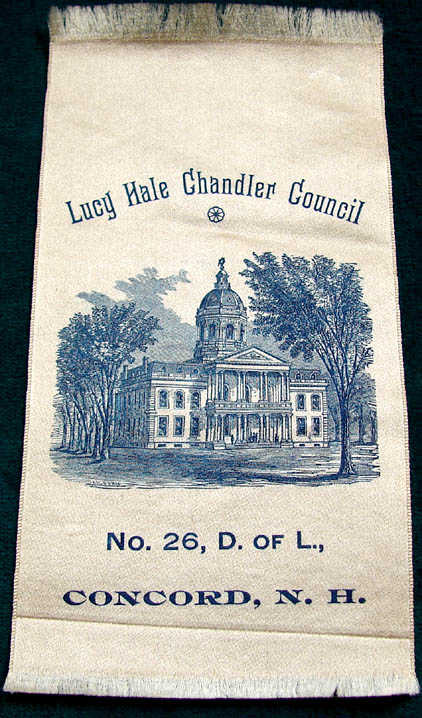 Lucy Hale Chandler Council
No. 26, D. OF L.,
CONCORD, N. H.